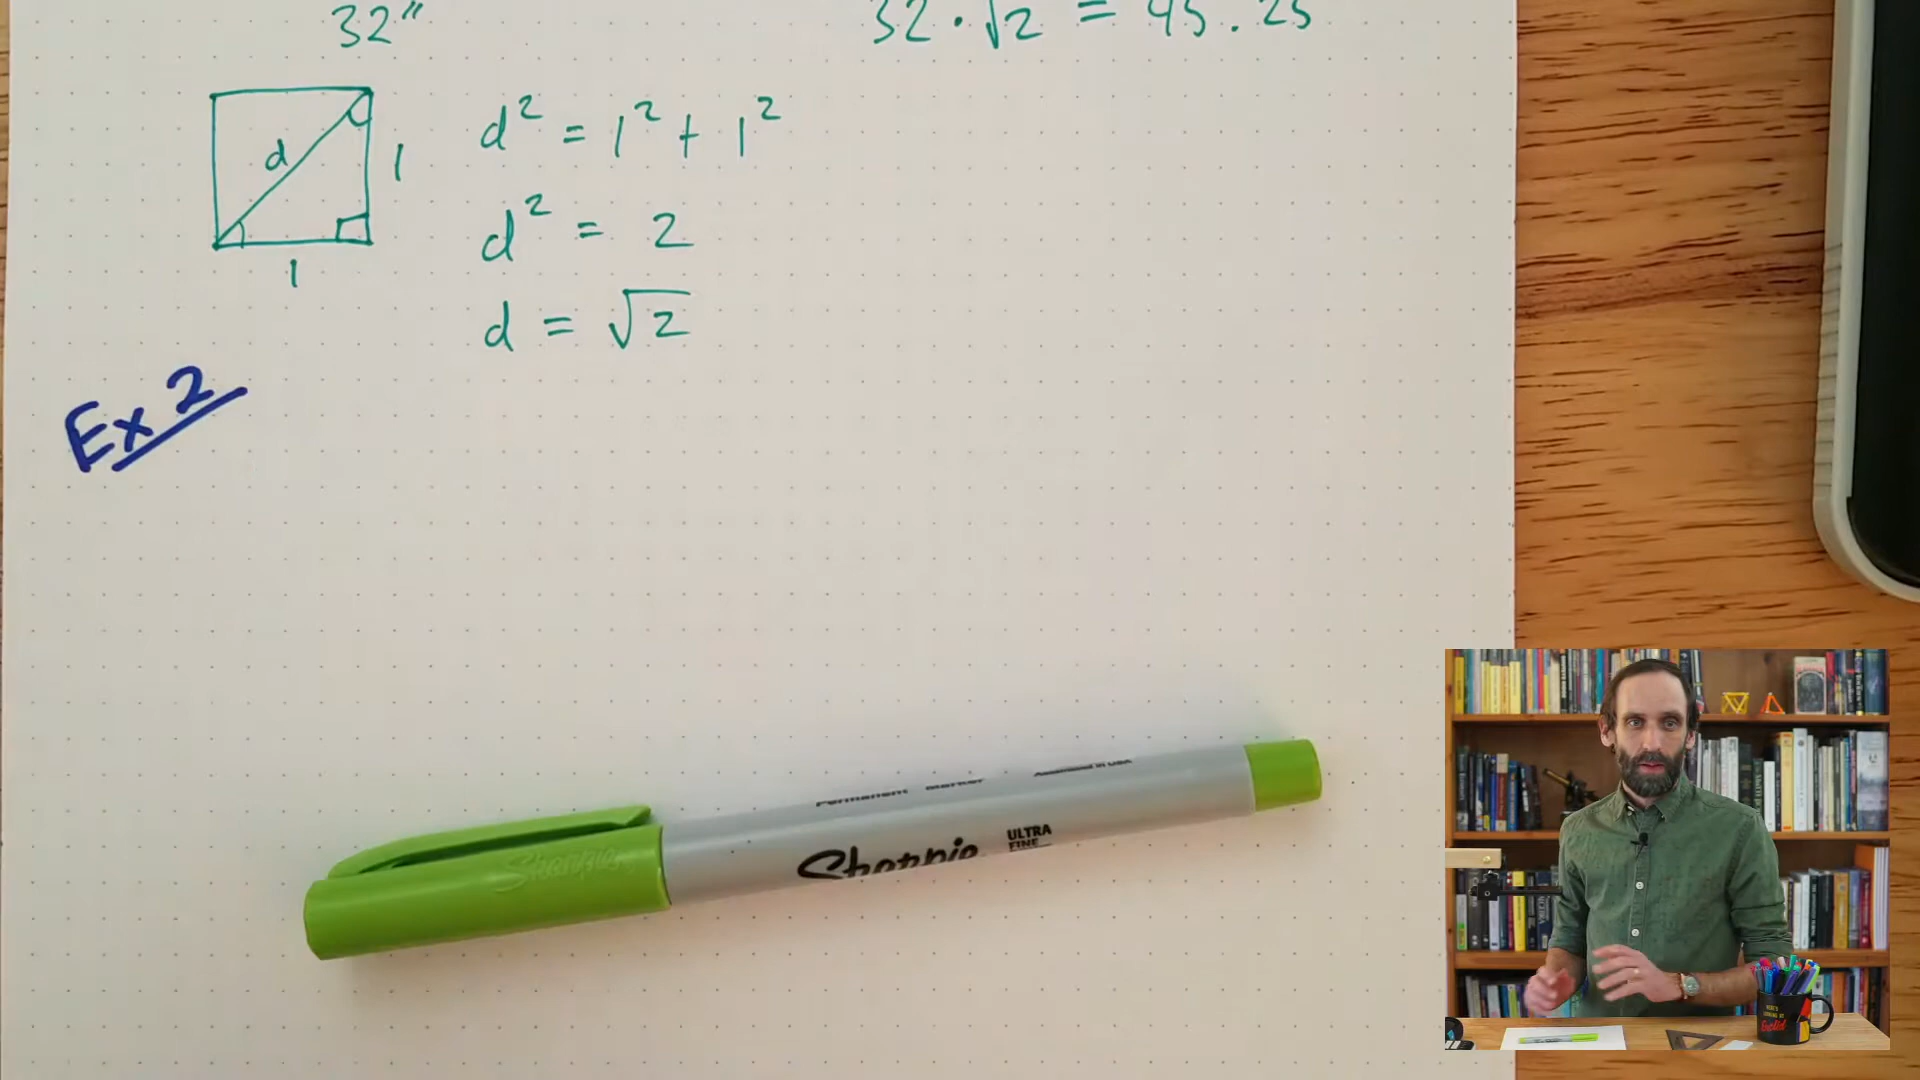 32"
32 · √2 = 45.25
d
1
1
d² = 1² + 1²
d² = 2
d = √2
Ex 2
Permanent Marker
Sharpie
ULTRA
FINE
Sharpie